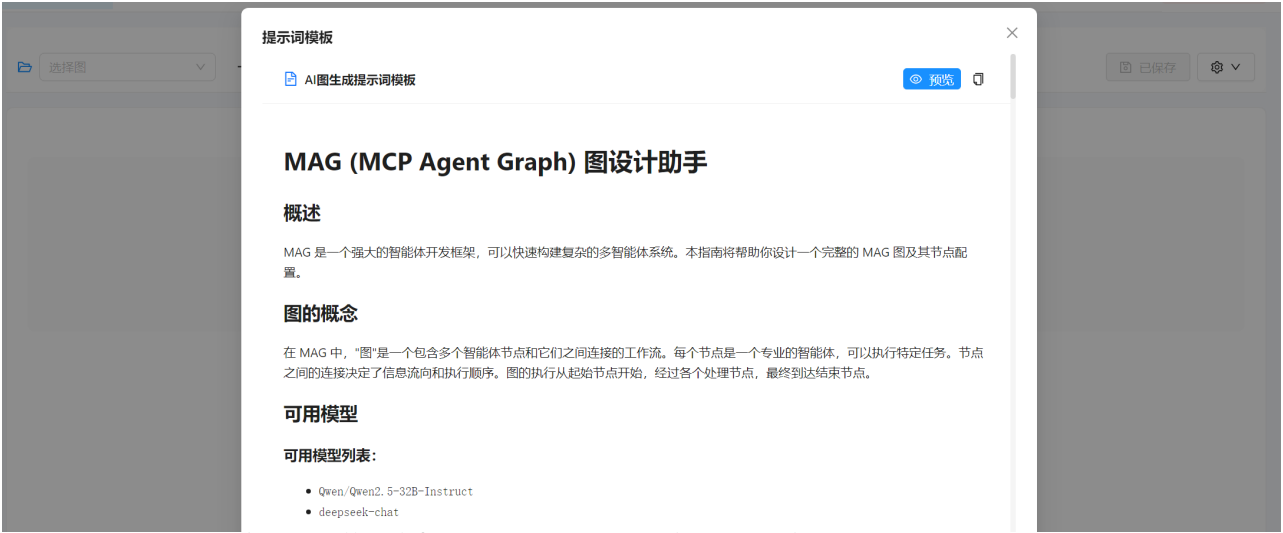 提示词模板
选择图
已保存
AI图生成提示词模板
预览
MAG (MCP Agent Graph) 图设计助手
概述
MAG 是一个强大的智能体开发框架，可以快速构建复杂的多智能体系统。本指南将帮助你设计一个完整的 MAG 图及其节点配
置。
图的概念
在 MAG 中，"图"是一个包含多个智能体节点和它们之间连接的工作流。每个节点是一个专业的智能体，可以执行特定任务。节点
之间的连接决定了信息流向和执行顺序。图的执行从起始节点开始，经过各个处理节点，最终到达结束节点。
可用模型
可用模型列表：
Qwen/Qwen2.5-32B-Instruct
deepseek-chat